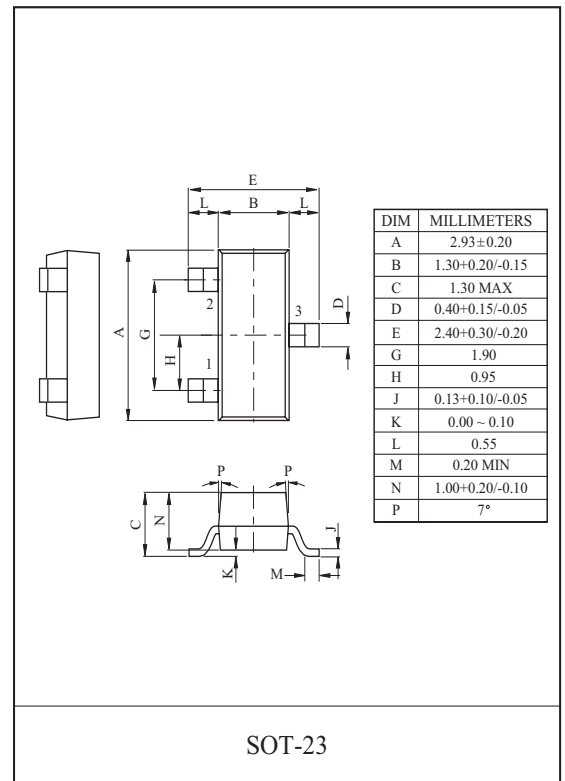 E
L B L
A
G
H
2
1
3
D
DIM MILLIMETERS
A 2.93±0.20
B 1.30+0.20/-0.15
C 1.30 MAX
D 0.40+0.15/-0.05
E 2.40+0.30/-0.20
G 1.90
H 0.95
J 0.13+0.10/-0.05
K 0.00 ~ 0.10
L 0.55
M 0.20 MIN
N 1.00+0.20/-0.10
P 7°
P P
C
N
K
M
J
SOT-23